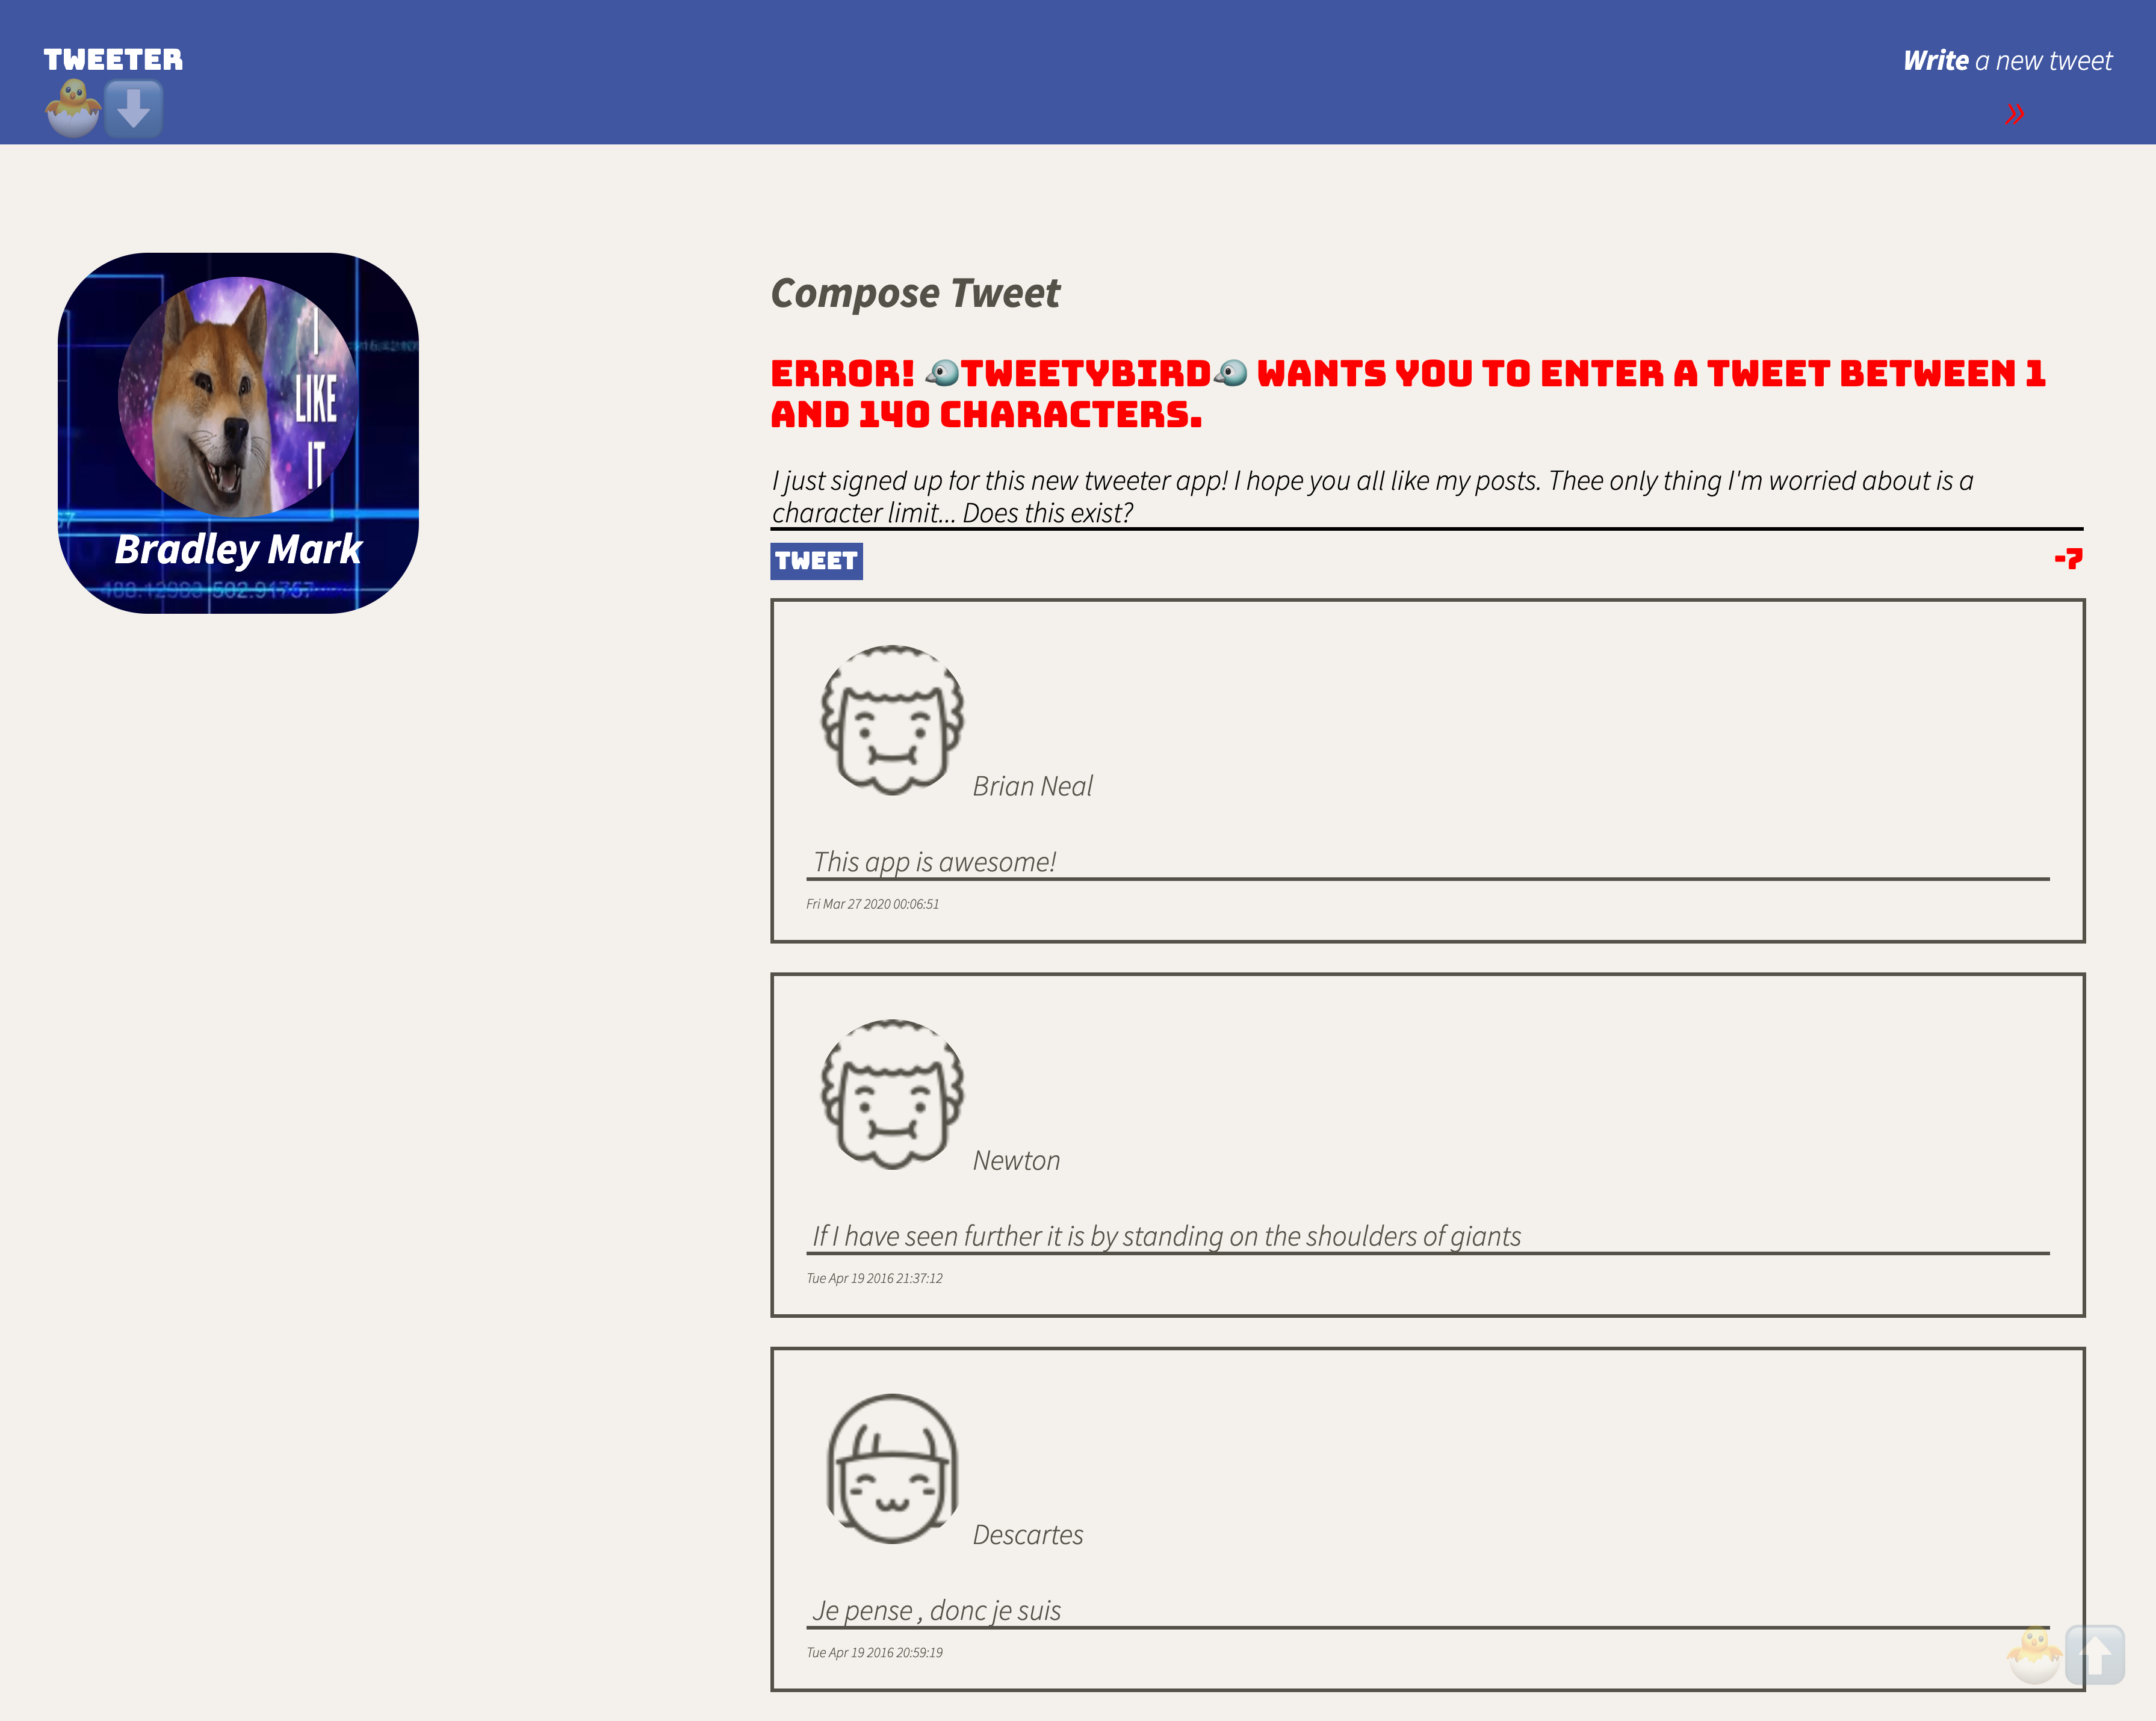 TWEETER
Write a new tweet
»
I
LIKE
IT
Bradley Mark
Compose Tweet
ERROR! 🐦TWEETYBIRD🐦 WANTS YOU TO ENTER A TWEET BETWEEN 1
AND 140 CHARACTERS.
I just signed up for this new tweeter app! I hope you all like my posts. Thee only thing I'm worried about is a
character limit... Does this exist?
TWEET
-7
Brian Neal
This app is awesome!
Fri Mar 27 2020 00:06:51
Newton
If I have seen further it is by standing on the shoulders of giants
Tue Apr 19 2016 21:37:12
Descartes
Je pense , donc je suis
Tue Apr 19 2016 20:59:19